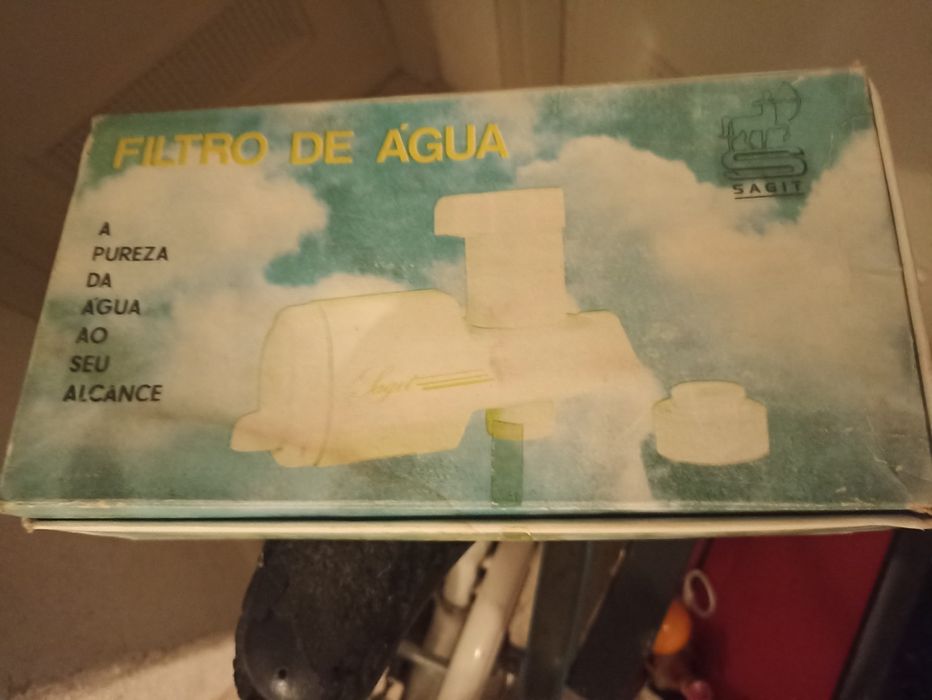 FILTRO DE ÁGUA
SAGIT
A
PUREZA
DA
ÁGUA
AO
SEU
ALCANCE
Sagit